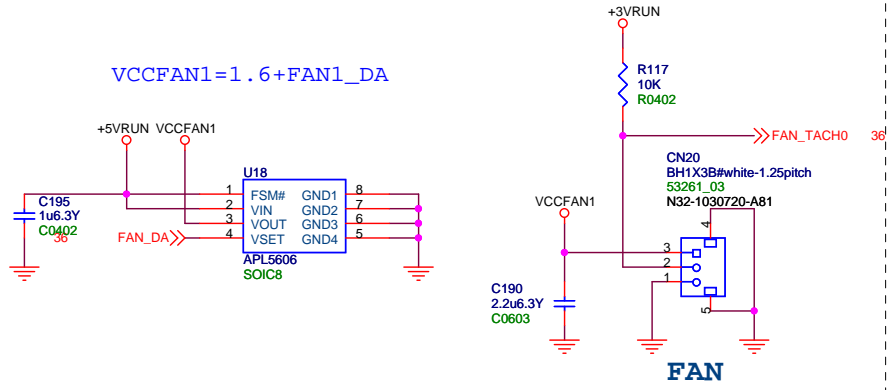 VCCFAN1=1.6+FAN1_DA
+5VRUN VCCFAN1
C195
1u6.3Y
C0402
36
FAN_DA
U18
1 FSM# GND1 8
2 VIN GND2 7
3 VOUT GND3 6
4 VSET GND4 5
APL5606
SOIC8
+3VRUN
R117
10K
R0402
FAN_TACH0 36
CN20
BH1X3B#white-1.25pitch
53261_03
N32-1030720-A81
VCCFAN1
4
3
2
1
5
C190
2.2u6.3Y
C0603
FAN